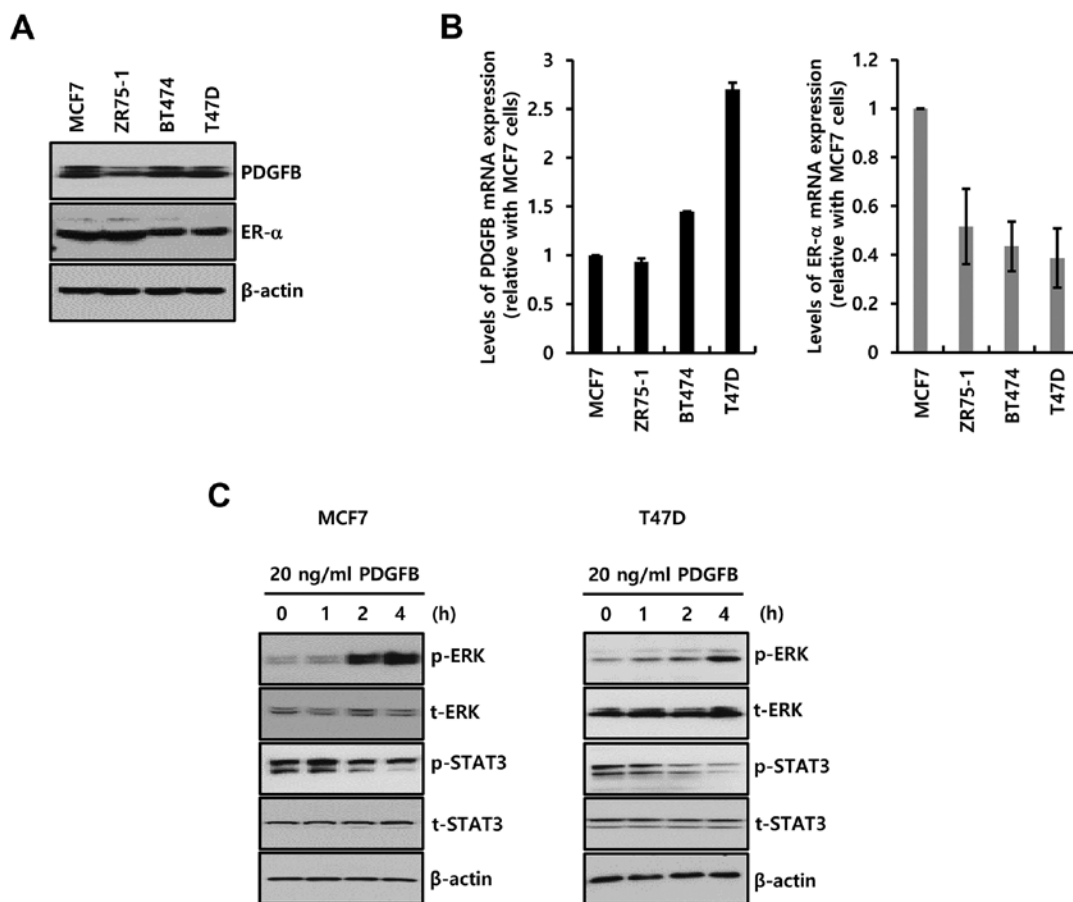 A
MCF7 ZR75-1 BT474 T47D
PDGFB
ER-α
β-actin
B
Levels of PDGFB mRNA expression
(relative with MCF7 cells)
3
2.5
2
1.5
1
0.5
0
MCF7 ZR75-1 BT474 T47D
Levels of ER-α mRNA expression
(relative with MCF7 cells)
1.2
1
0.8
0.6
0.4
0.2
0
MCF7 ZR75-1 BT474 T47D
C
MCF7
20 ng/ml PDGFB
0 1 2 4 (h)
p-ERK
t-ERK
p-STAT3
t-STAT3
β-actin
T47D
20 ng/ml PDGFB
0 1 2 4 (h)
p-ERK
t-ERK
p-STAT3
t-STAT3
β-actin